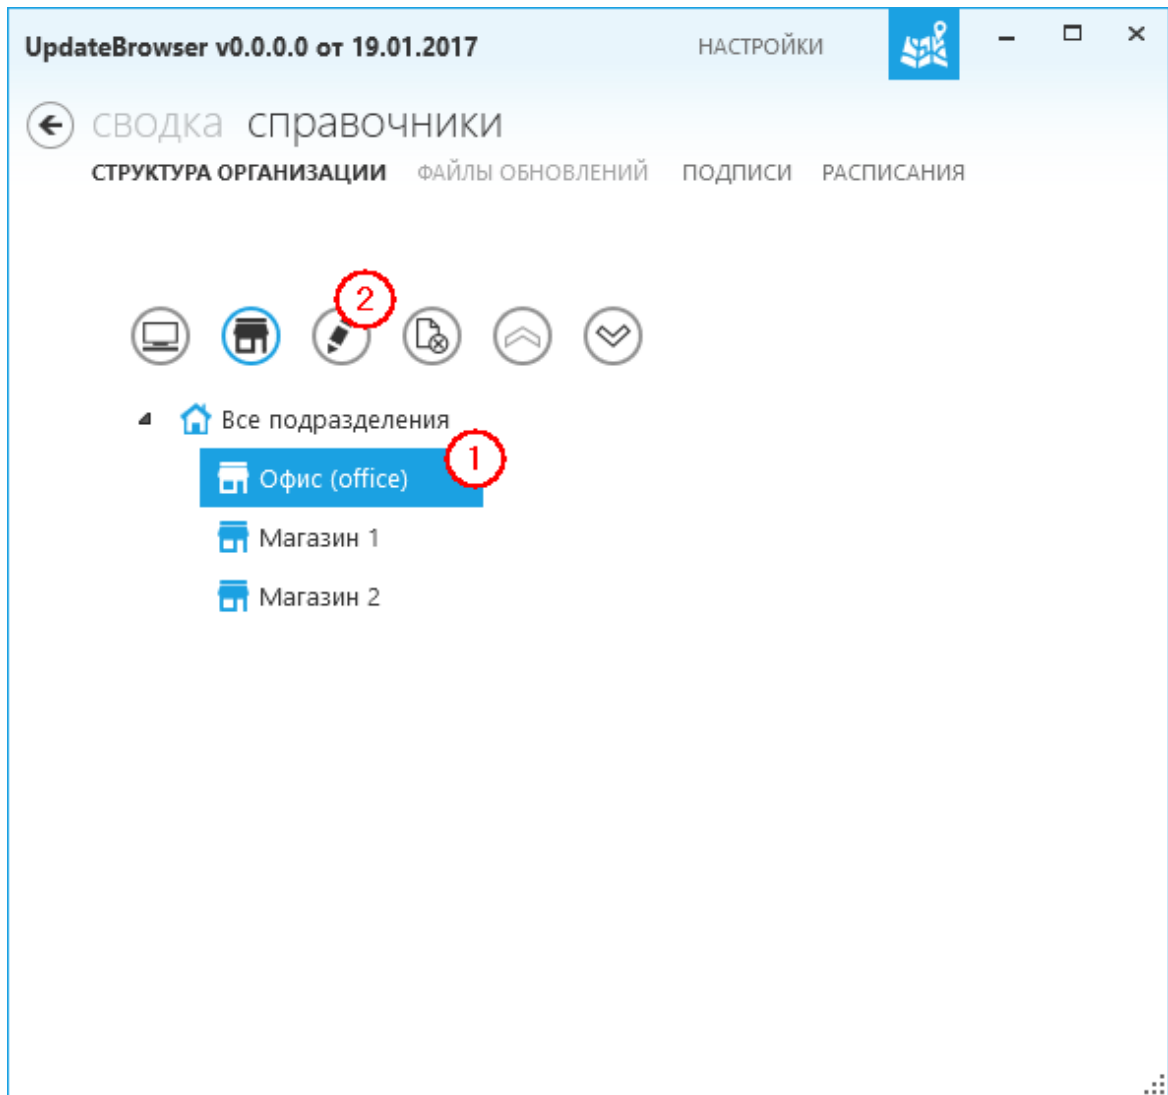 UpdateBrowser v0.0.0.0 от 19.01.2017 НАСТРОЙКИ
сводка справочники
СТРУКТУРА ОРГАНИЗАЦИИ ФАЙЛЫ ОБНОВЛЕНИЙ ПОДПИСИ РАСПИСАНИЯ
2
Все подразделения
1
Офис (office)
Магазин 1
Магазин 2